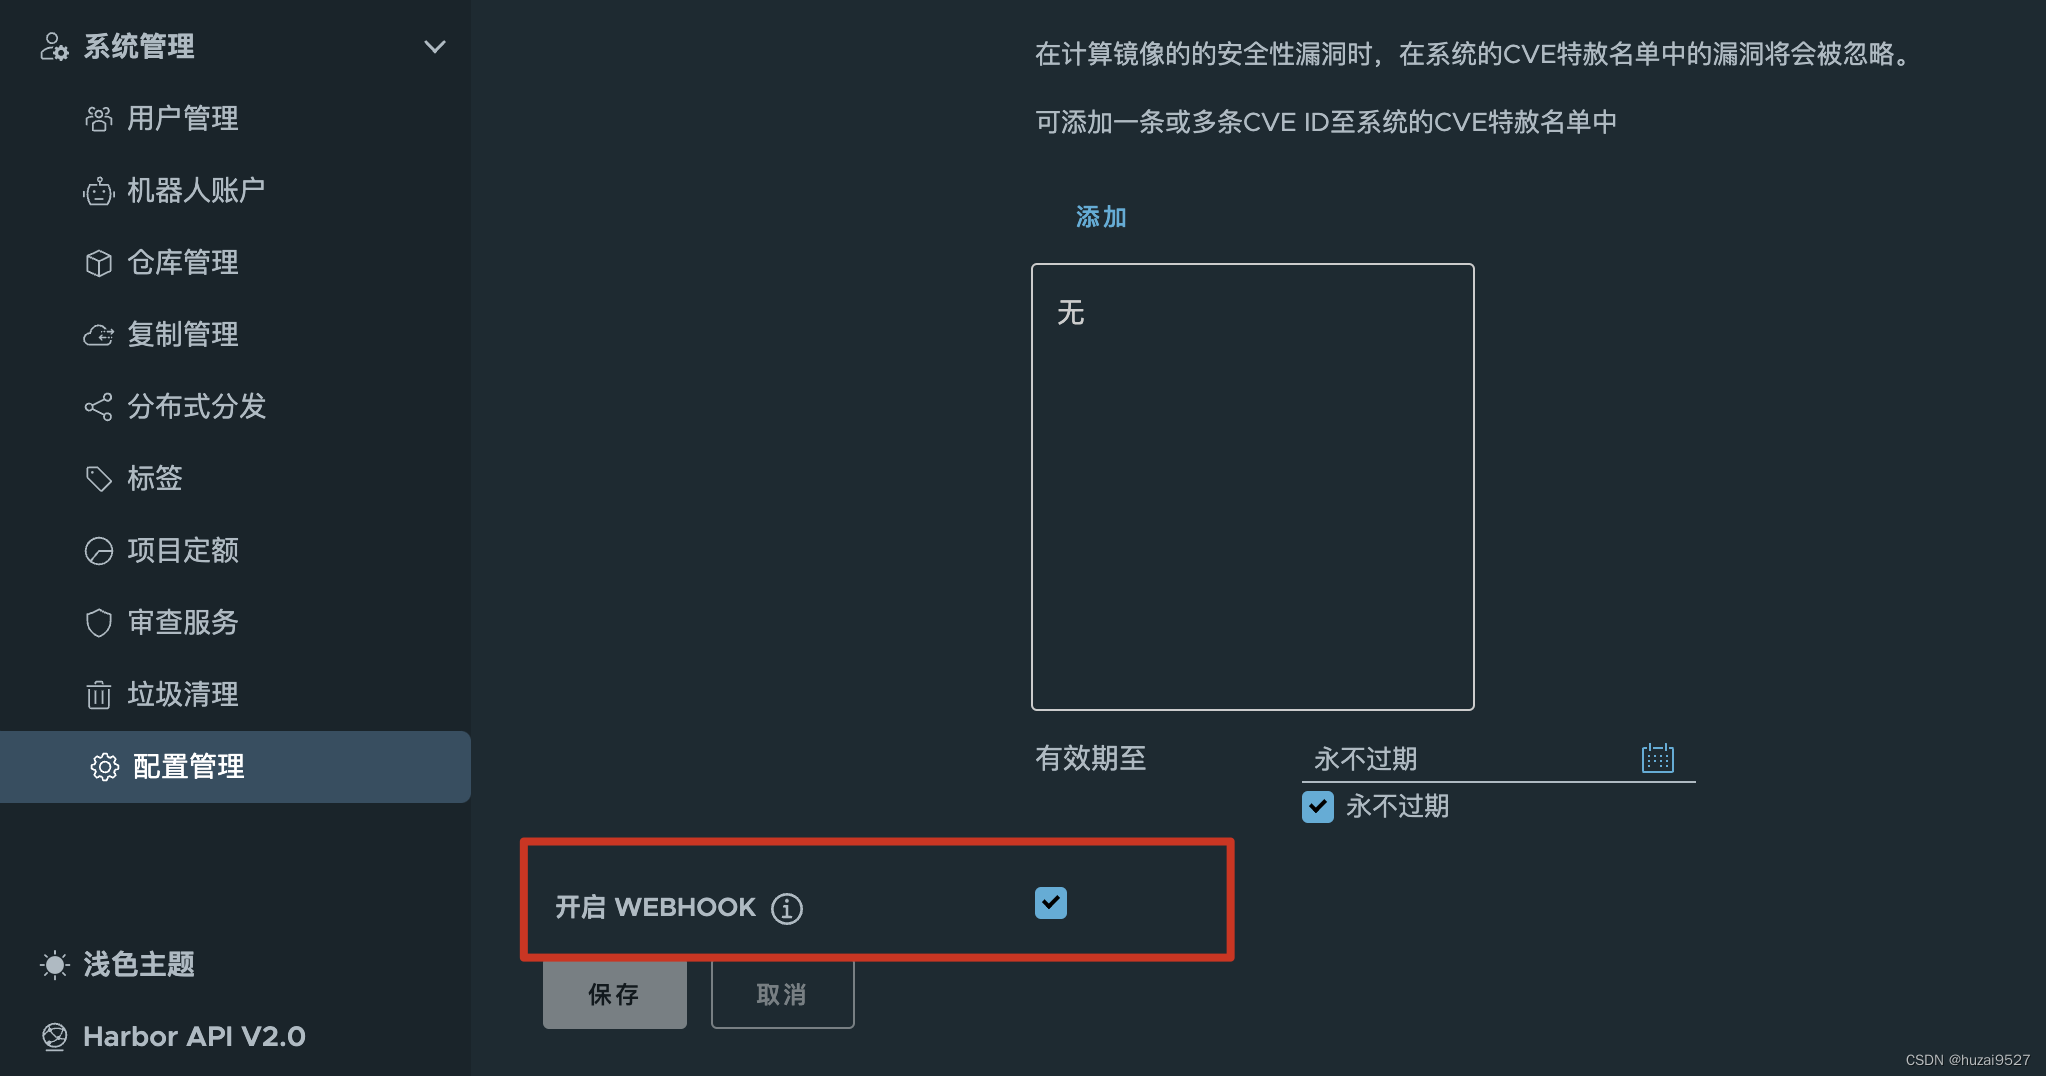 系统管理
用户管理
机器人账户
仓库管理
复制管理
分布式分发
标签
项目定额
审查服务
垃圾清理
配置管理
浅色主题
Harbor API V2.0
在计算镜像的的安全性漏洞时，在系统的CVE特赦名单中的漏洞将会被忽略。
可添加一条或多条CVE ID至系统的CVE特赦名单中
添加
无
有效期至
永不过期
永不过期
开启 WEBHOOK
保存
取消
CSDN @huzai9527